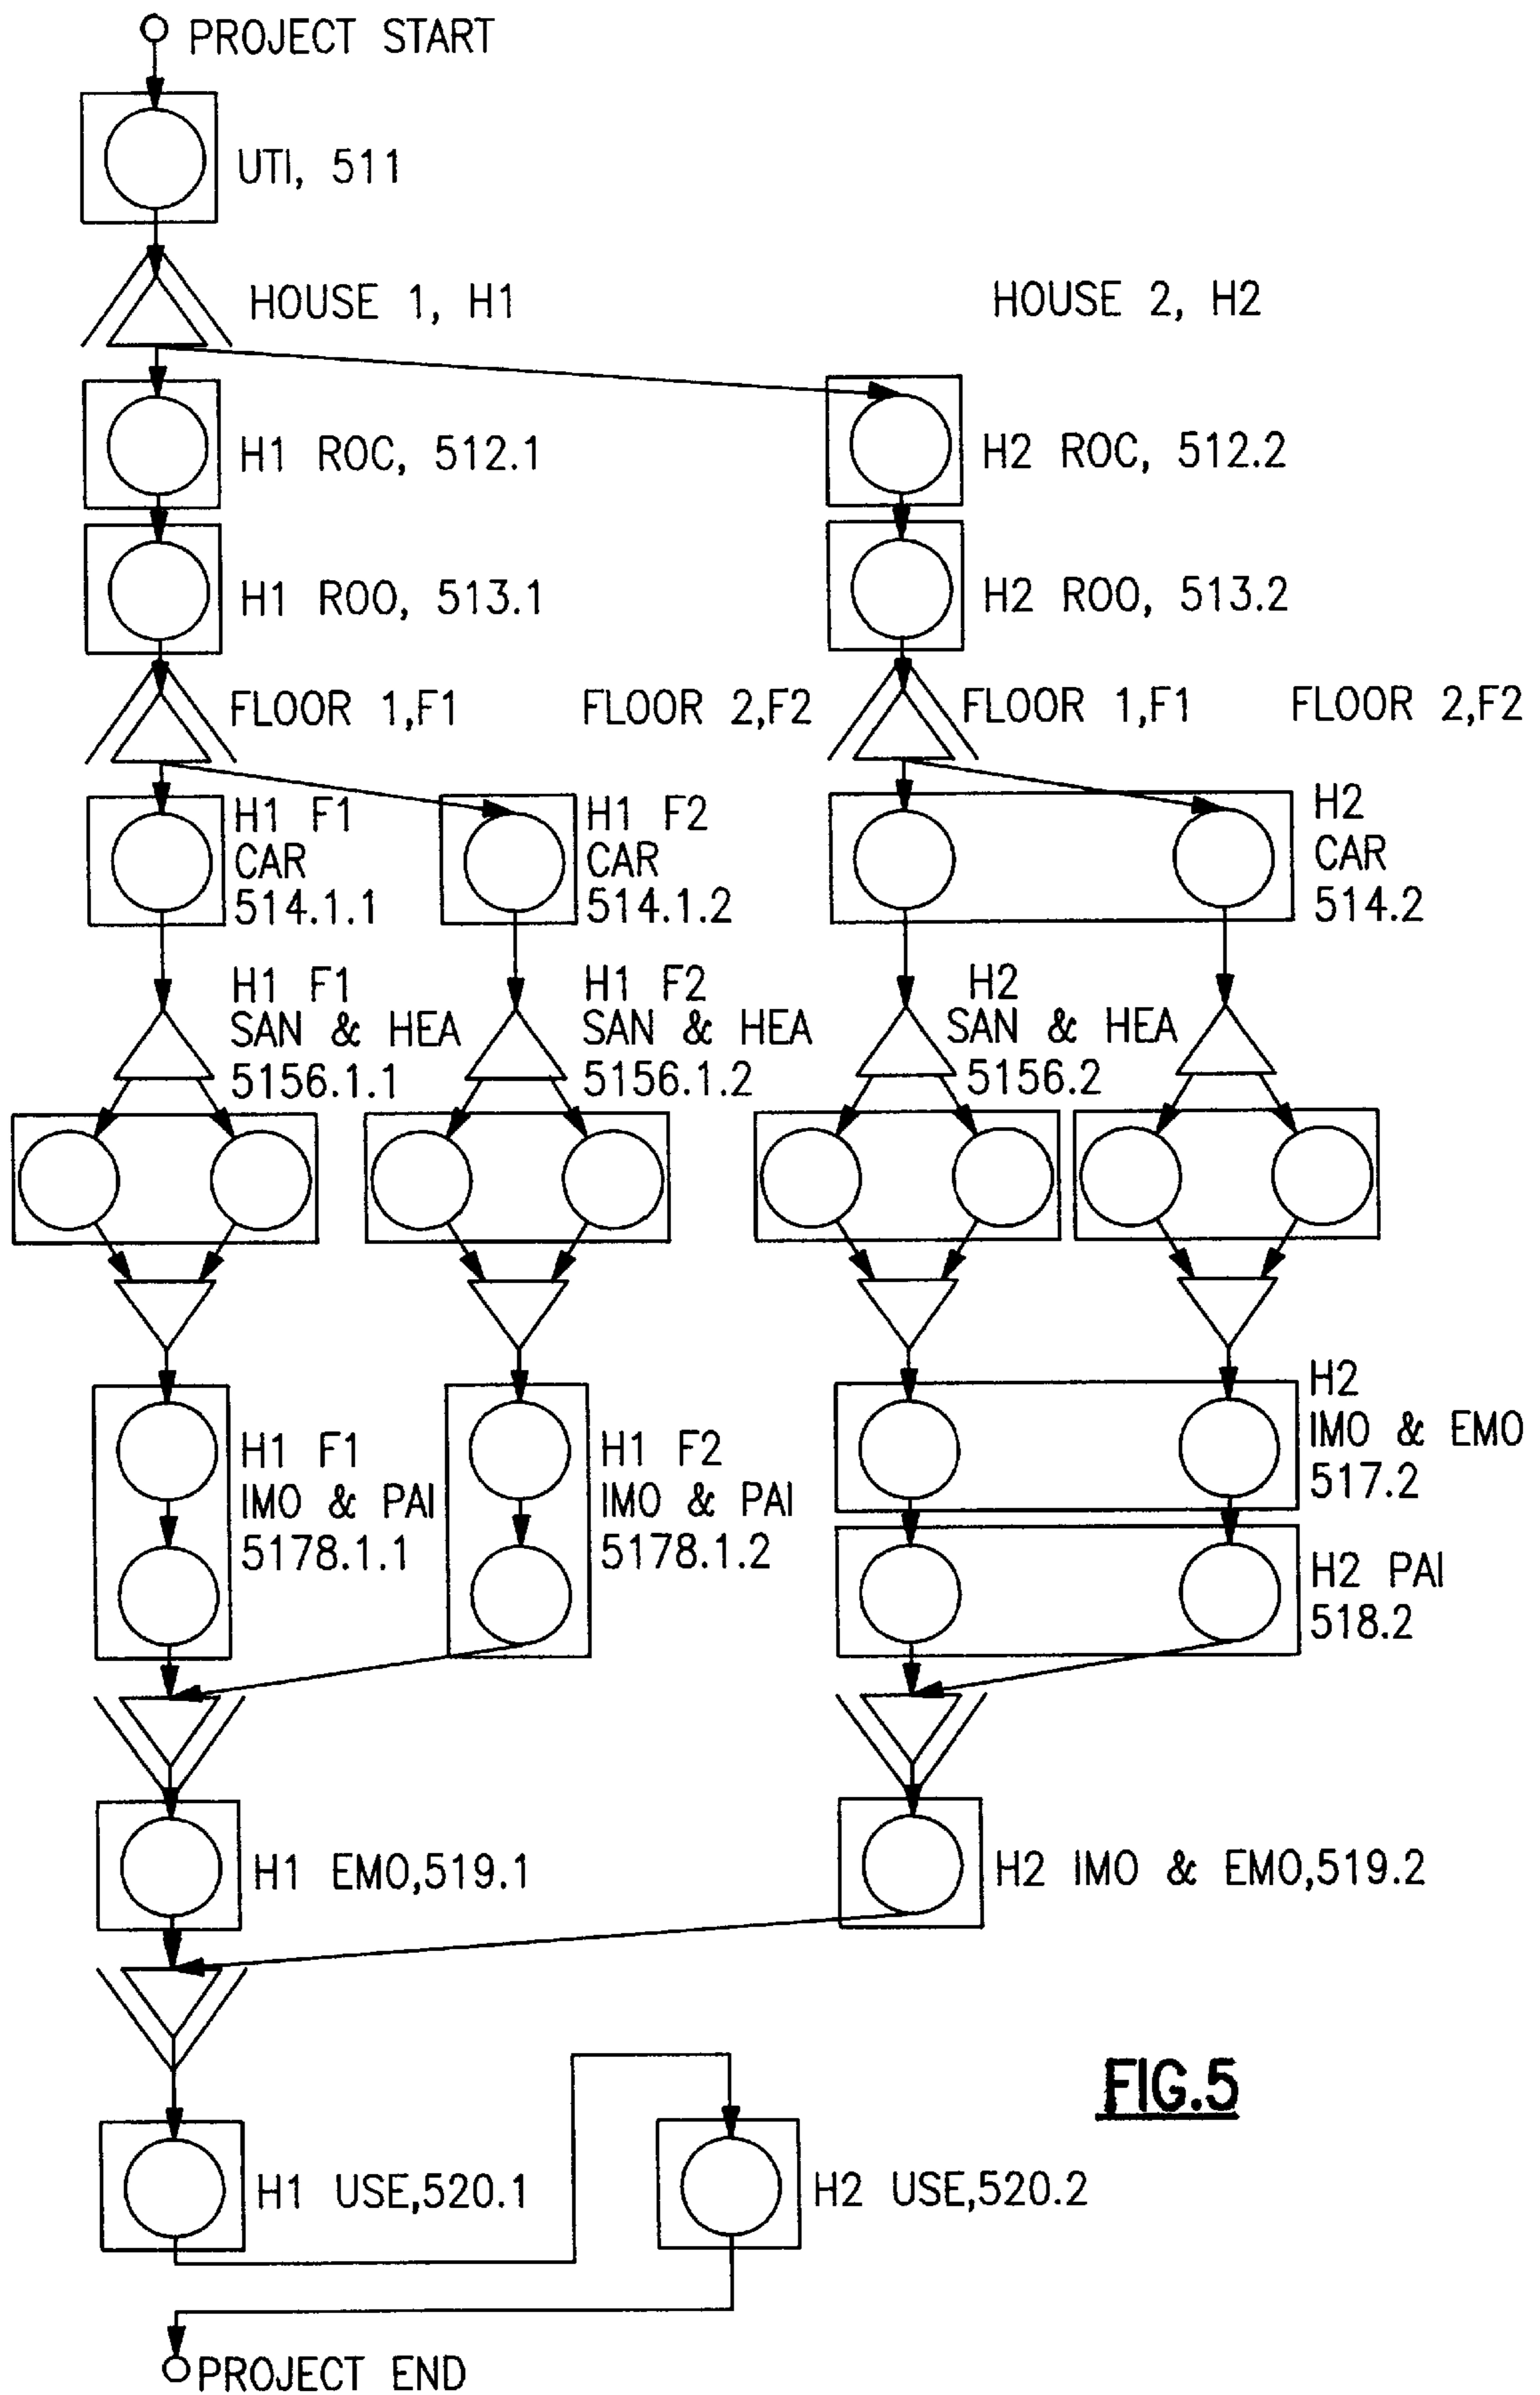 PROJECT START
UTI, 511
HOUSE 1, H1
HOUSE 2, H2
H1 ROC, 512.1
H2 ROC, 512.2
H1 ROO, 513.1
H2 ROO, 513.2
FLOOR 1,F1
FLOOR 2,F2
FLOOR 1,F1
FLOOR 2,F2
H1 F1
CAR
514.1.1
H1 F2
CAR
514.1.2
H2
CAR
514.2
H1 F1
SAN & HEA
5156.1.1
H1 F2
SAN & HEA
5156.1.2
H2
SAN & HEA
5156.2
H1 F1
IMO & PAI
5178.1.1
H1 F2
IMO & PAI
5178.1.2
H2
IMO & EMO
517.2
H2 PAI
518.2
H1 EMO,519.1
H2 IMO & EMO,519.2
FIG.5
H1 USE,520.1
H2 USE,520.2
PROJECT END